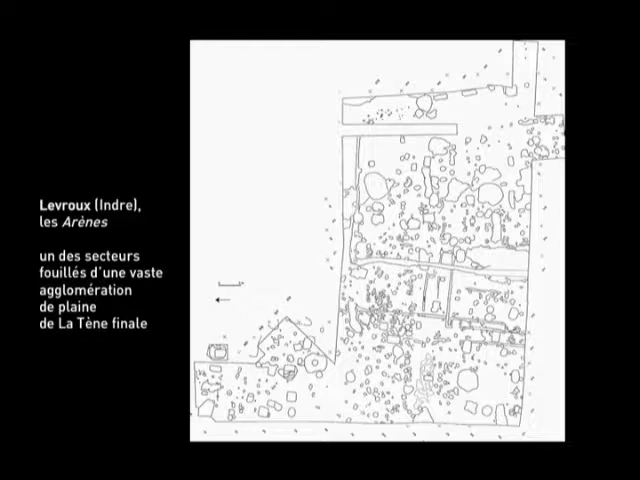 Levroux (Indre),
les Arènes
un des secteurs
fouillés d'une vaste
agglomération
de plaine
de La Tène finale